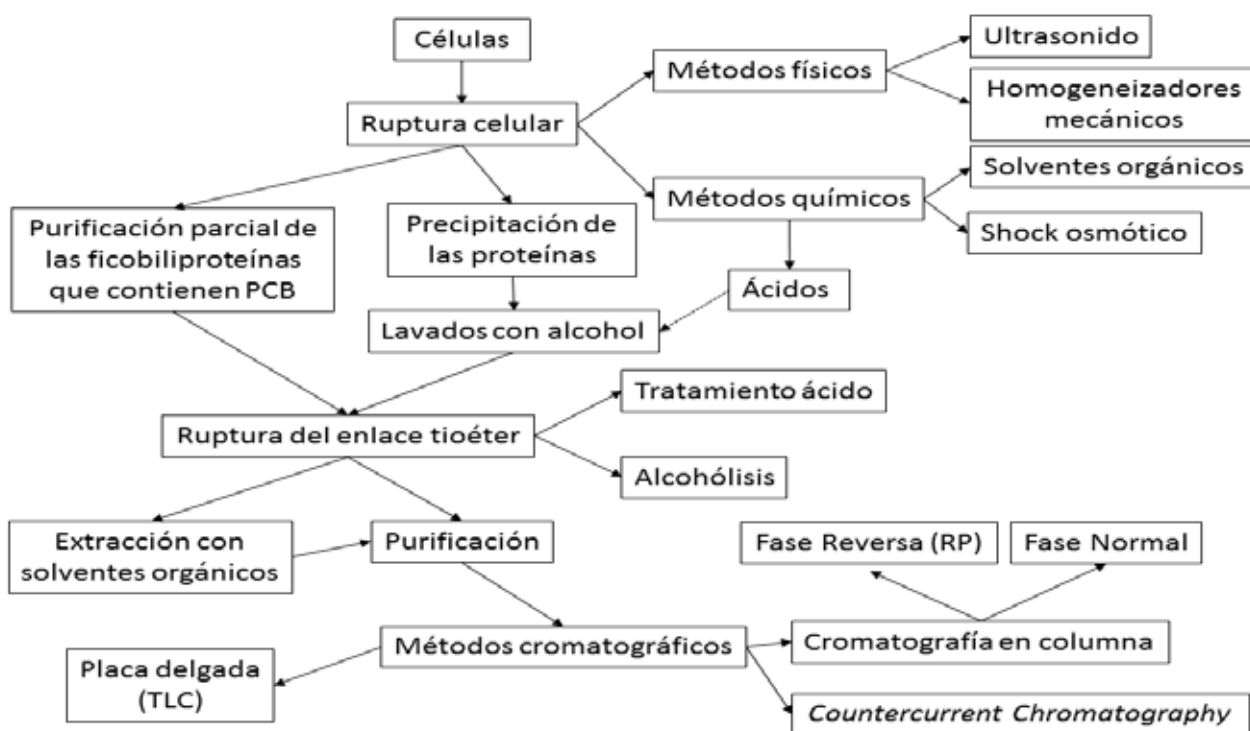 Células
Métodos físicos
Ultrasonido
Homogeneizadores
mecánicos
Ruptura celular
Métodos químicos
Solventes orgánicos
Shock osmótico
Purificación parcial de
las ficobiliproteínas
que contienen PCB
Precipitación de
las proteínas
Ácidos
Lavados con alcohol
Tratamiento ácido
Ruptura del enlace tioéter
Alcohólisis
Extracción con
solventes orgánicos
Purificación
Fase Reversa (RP)
Fase Normal
Métodos cromatográficos
Cromatografía en columna
Placa delgada
(TLC)
Countercurrent Chromatography